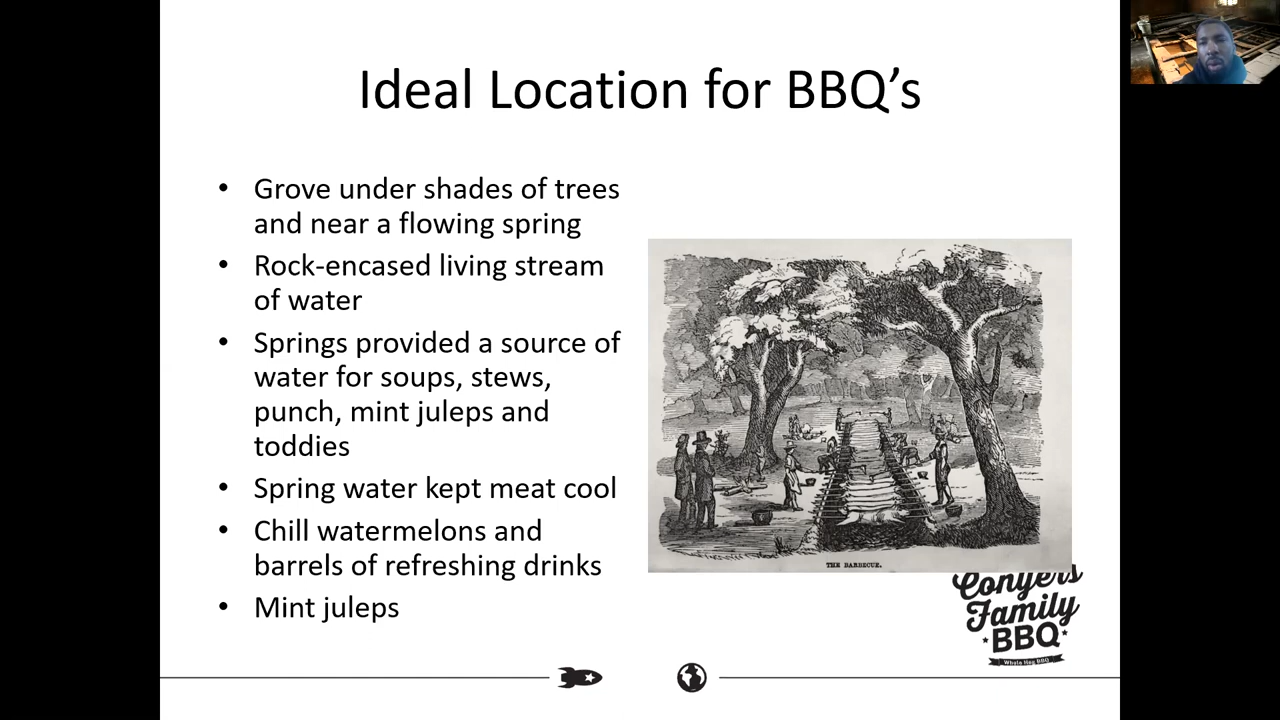 Ideal Location for BBQ's
• Grove under shades of trees
and near a flowing spring
• Rock-encased living stream
of water
• Springs provided a source of
water for soups, stews,
punch, mint juleps and
toddies
• Spring water kept meat cool
• Chill watermelons and
barrels of refreshing drinks
• Mint juleps
THE BARBECUE.
Conyers
Family
BBQ
Whole Hog BBQ